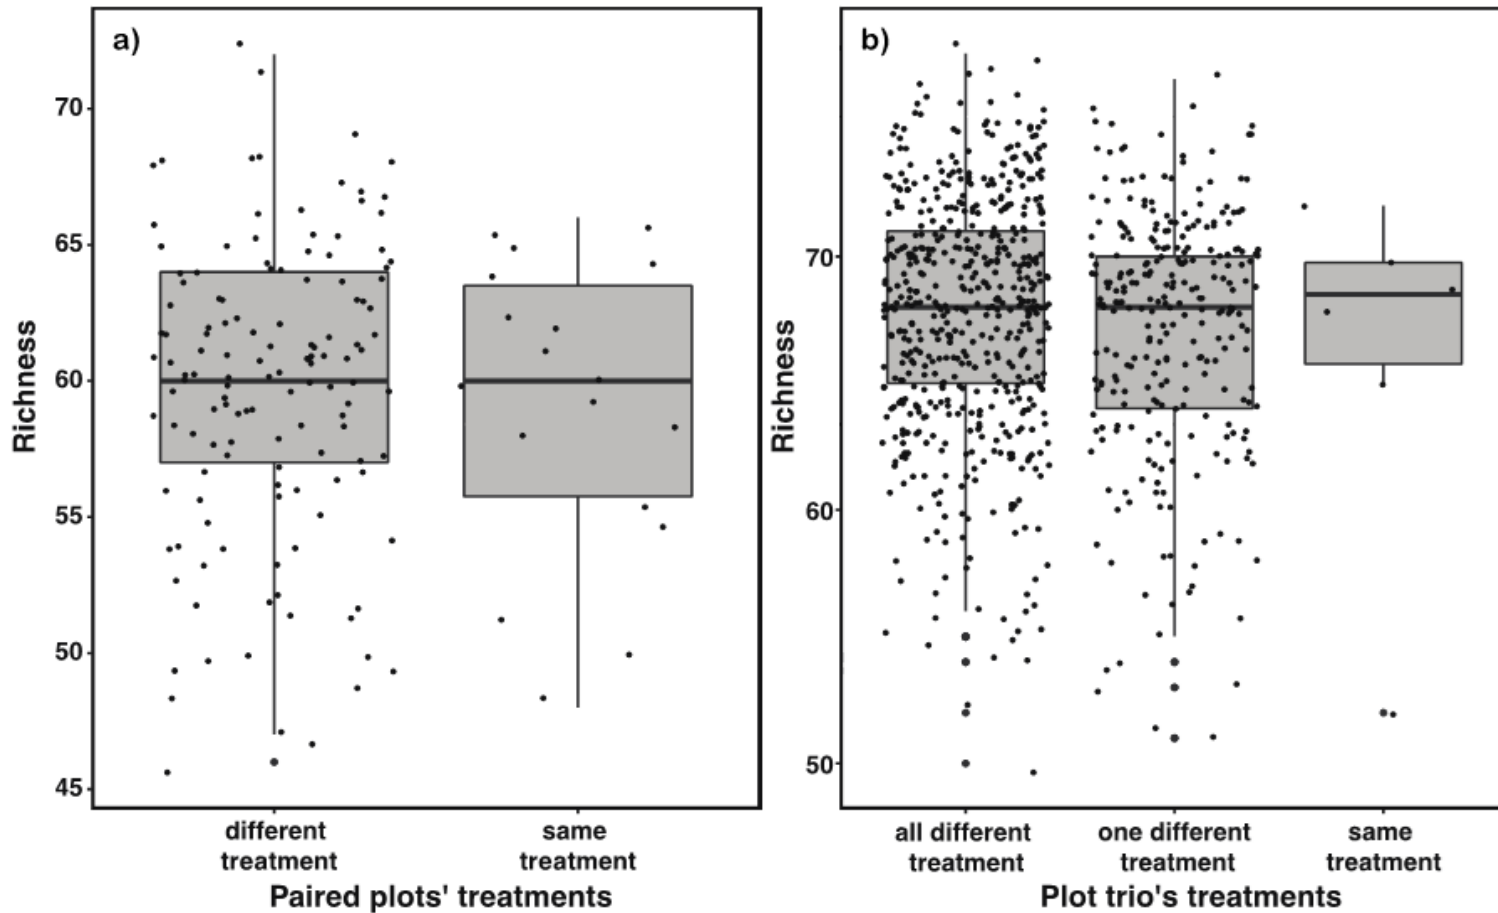 a)
Richness
70
65
60
55
50
45
different
treatment
same
treatment
Paired plots' treatments
b)
Richness
70
60
50
all different
treatment
one different
treatment
same
treatment
Plot trio's treatments